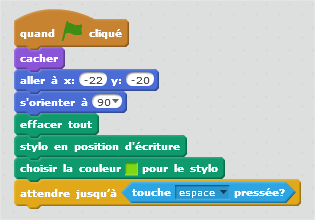 quand cliqué
cacher
aller à x: -22 y: -20
s'orienter à 90
effacer tout
stylo en position d'écriture
choisir la couleur pour le stylo
attendre jusqu'à touche espace pressée?